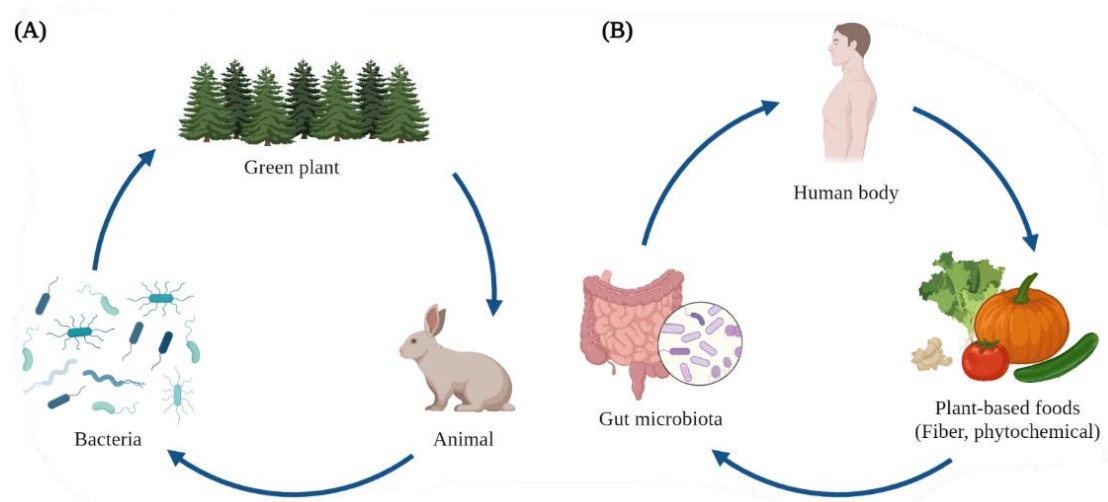 (A)
Green plant
Bacteria
Animal
(B)
Human body
Gut microbiota
Plant-based foods
(Fiber, phytochemical)